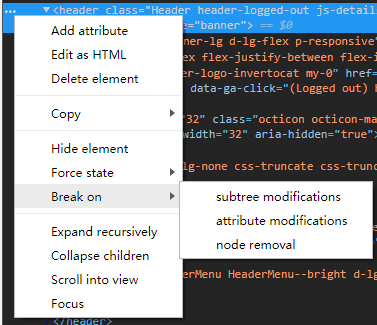 <header class="Header header-logged-out js-detail
="banner"> == $0
Add attribute
ner-lg d-lg-flex p-responsive"
Edit as HTML
ex flex-justify-between flex-i
Delete element
er-logo-invertocat my-0" href=
data-ga-click="(Logged out) H
Copy
"32" class="octicon octicon-ma
width="32" aria-hidden="true">
Hide element
Force state
lg-none css-truncate css-trunc
Break on
subtree modifications
attribute modifications
node removal
Expand recursively
Collapse children
Scroll into view
erMenu HeaderMenu--bright d-lg
Focus
</header>